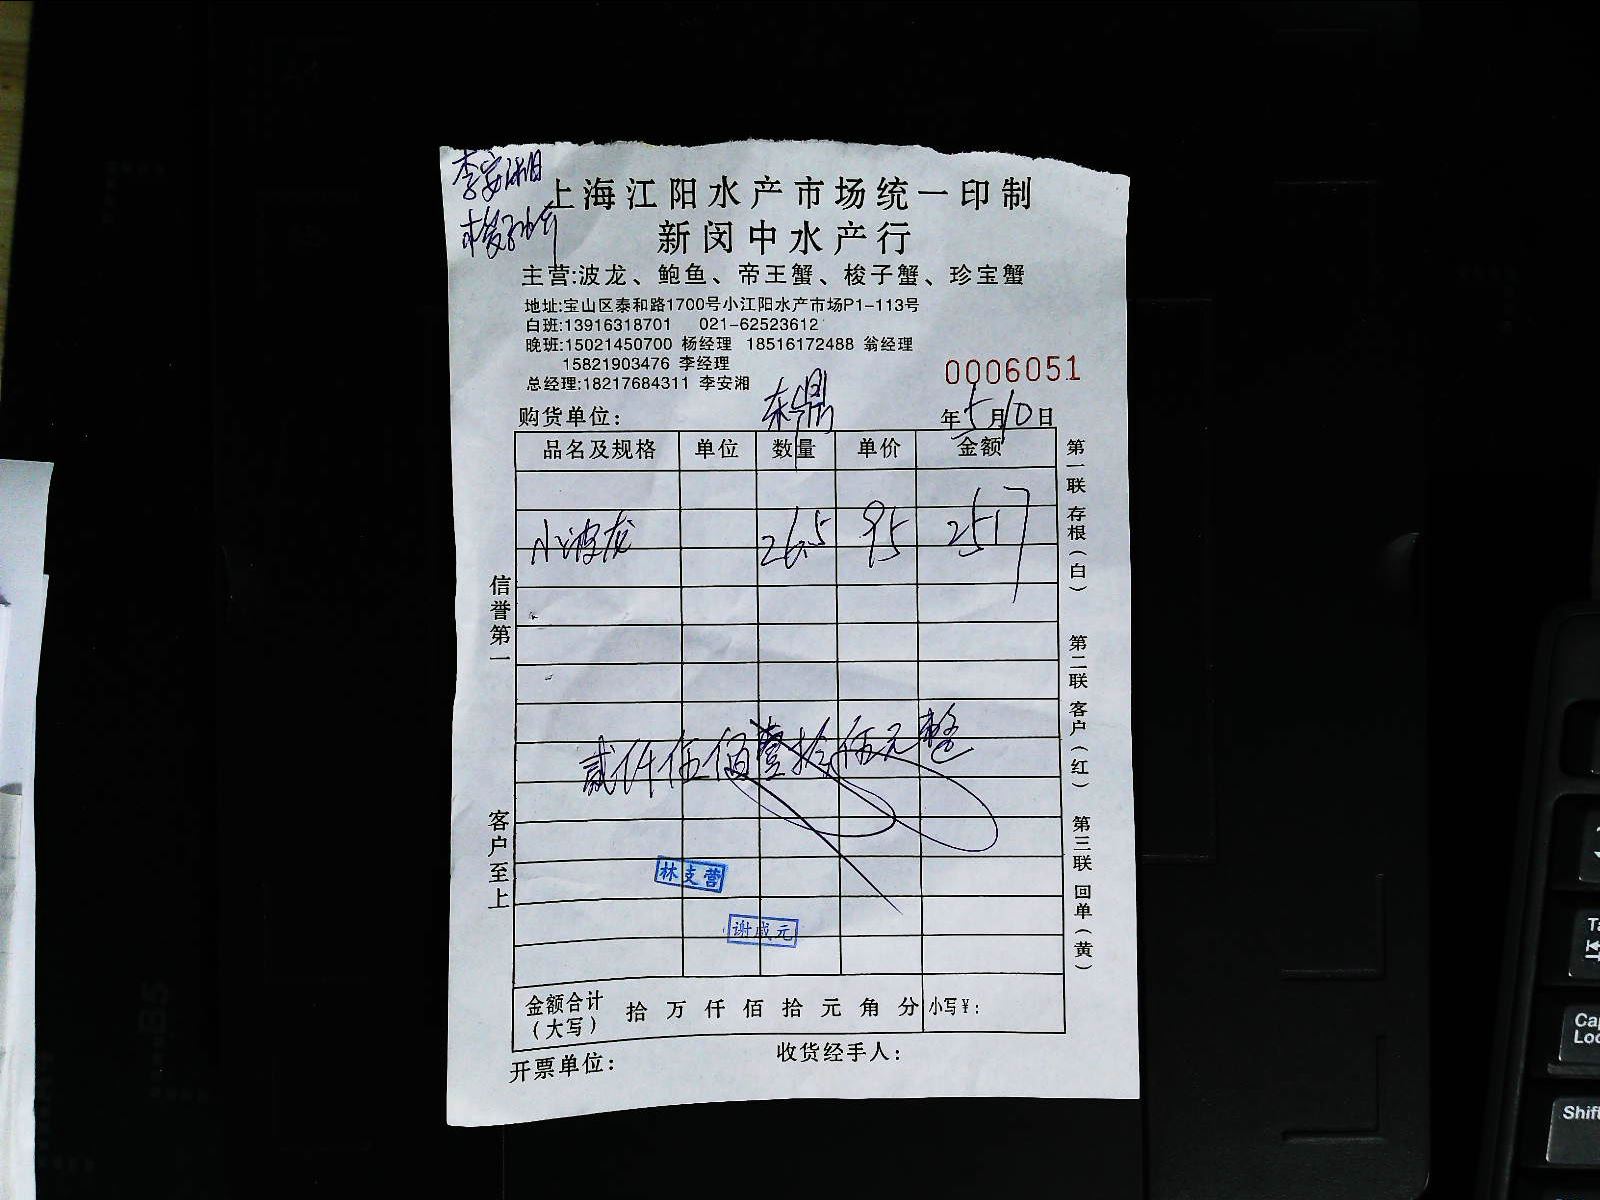 李安湘
梭子蟹
上海江阳水产市场统一印制
新闵中水产行
主营:波龙、鲍鱼、帝王蟹、梭子蟹、珍宝蟹
地址:宝山区泰和路1700号小江阳水产市场P1-113号
白班:13916318701 021-62523612
晚班:15021450700 杨经理 18516172488 翁经理
15821903476 李经理
总经理:18217684311 李安湘
0006051
购货单位: 东鼎 年5月10日
品名及规格 单位 数量 单价 金额
小波龙 26.5 95 2517
贰仟伍佰壹拾伍元整
林支营
谢成元
金额合计(大写) 拾 万 仟 佰 拾 元 角 分 小写¥:
开票单位: 收货经手人:
信誉第一
客户至上
第一联 存根(白)
第二联 客户(红)
第三联 回单(黄)
B5
Shift